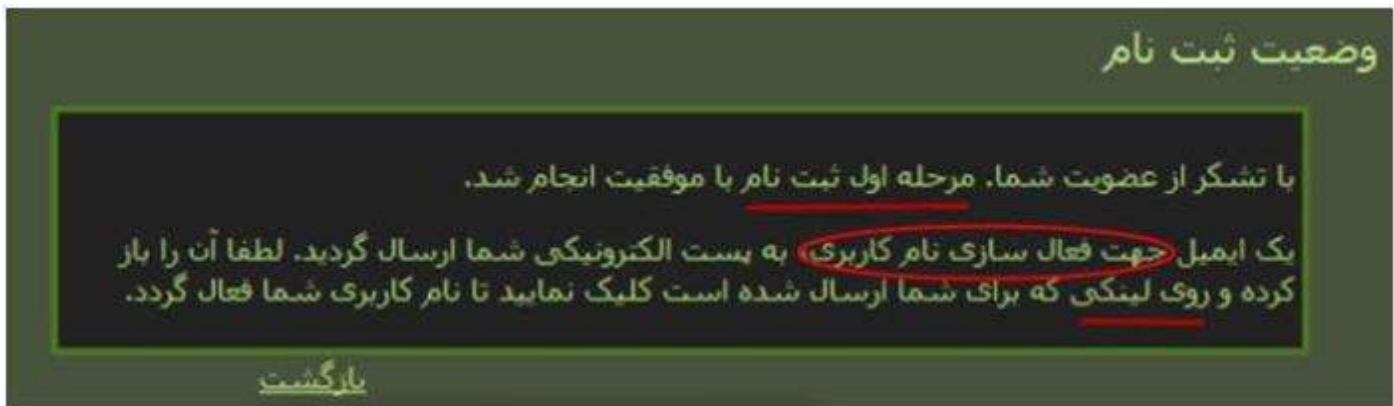 وضعیت ثبت نام
با تشکر از عضویت شما. مرحله اول ثبت نام با موفقیت انجام شد.
یک ایمیل جهت فعال سازی نام کاربری، به پست الکترونیکی شما ارسال گردید. لطفا آن را باز
کرده و روی لینکی که برای شما ارسال شده است کلیک نمایید تا نام کاربری شما فعال گردد.
بازگشت